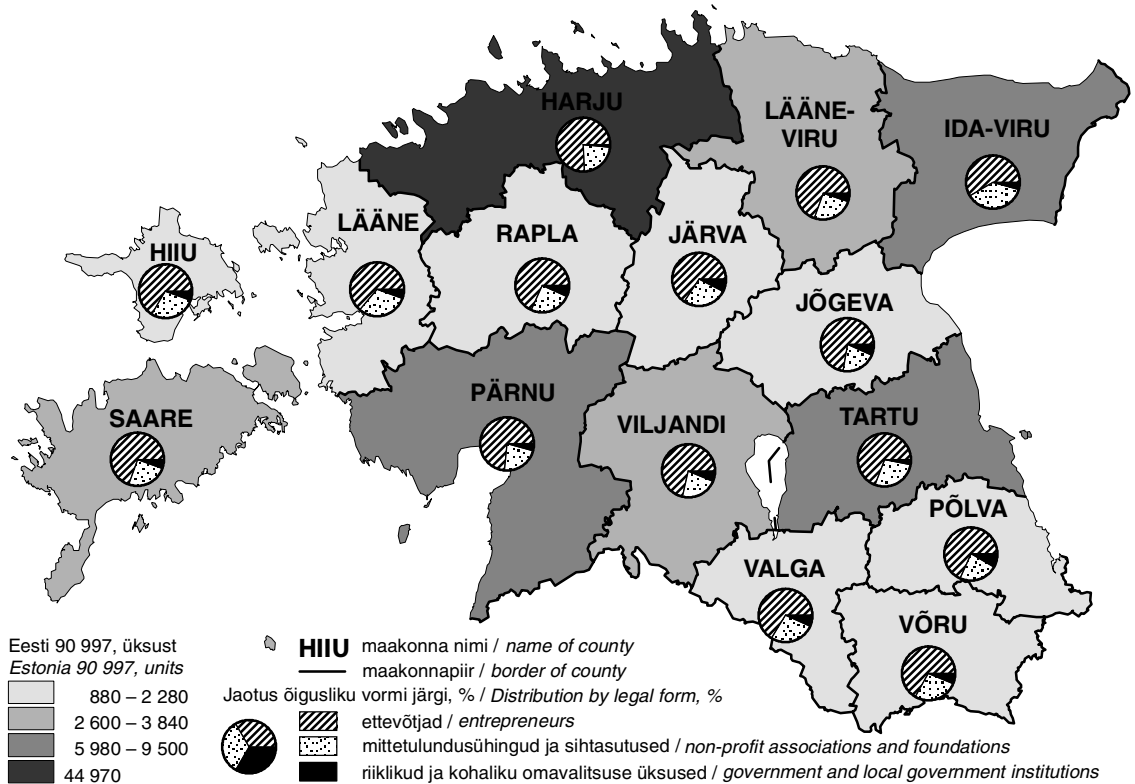 HARJU
LÄÄNE-
VIRU
IDA-VIRU
LÄÄNE
RAPLA
JÄRVA
HIIU
JÕGEVA
PÄRNU
SAARE
VILJANDI
TARTU
PÕLVA
VALGA
VÕRU
Eesti 90 997, üksust
Estonia 90 997, units
880 – 2 280
2 600 – 3 840
5 980 – 9 500
44 970
HIIU maakonna nimi / name of county
maakonnapiir / border of county
Jaotus õigusliku vormi järgi, % / Distribution by legal form, %
ettevõtjad / entrepreneurs
mittetulundusühingud ja sihtasutused / non-profit associations and foundations
riiklikud ja kohaliku omavalitsuse üksused / government and local government institutions